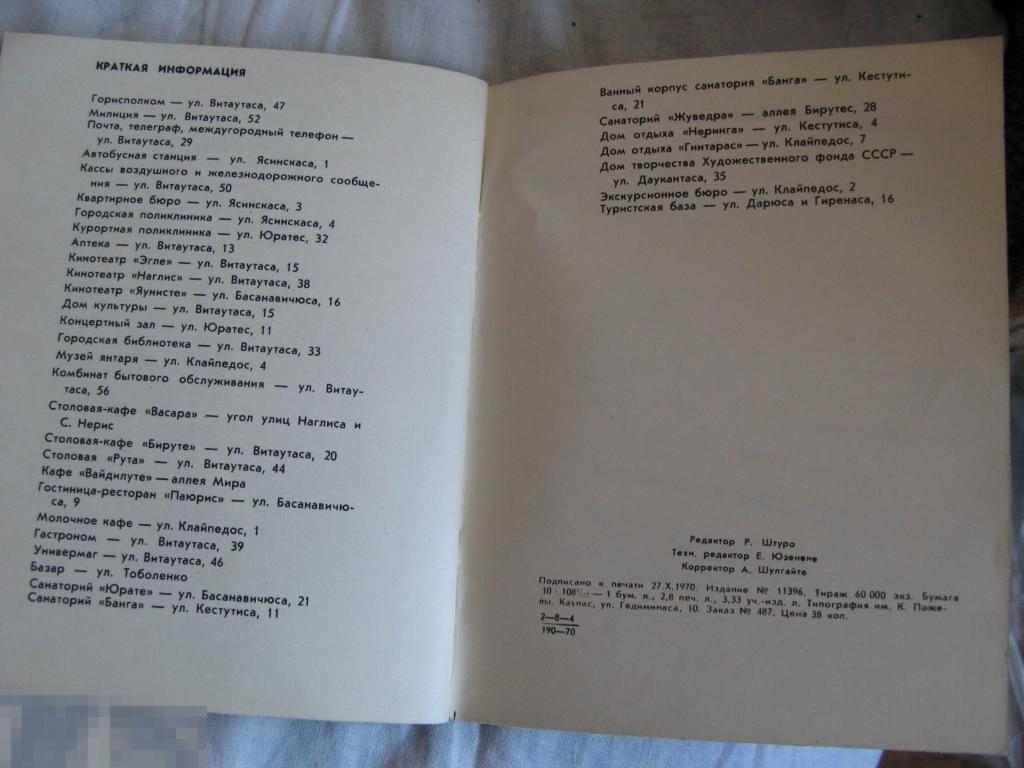 КРАТКАЯ ИНФОРМАЦИЯ
Горисполком — ул. Витаутаса, 47
Милиция — ул. Витаутаса, 52
Почта, телеграф, междугородный телефон —
ул. Витаутаса, 29
Автобусная станция — ул. Ясинскаса, 1
Кассы воздушного и железнодорожного сообще-
ния — ул. Витаутаса, 50
Квартирное бюро — ул. Ясинскаса, 3
Городская поликлиника — ул. Ясинскаса, 4
Курортная поликлиника — ул. Юратес, 32
Аптека — ул. Витаутаса, 13
Кинотеатр «Эгле» — ул. Витаутаса, 15
Кинотеатр «Наглис» — ул. Витаутаса, 38
Кинотеатр «Яунисте» — ул. Басанавичюса, 16
Дом культуры — ул. Витаутаса, 15
Концертный зал — ул. Юратес, 11
Городская библиотека — ул. Витаутаса, 33
Музей янтаря — ул. Клайпедос, 4
Комбинат бытового обслуживания — ул. Витау-
таса, 56
Столовая-кафе «Васара» — угол улиц Наглиса и
С. Нерис
Столовая-кафе «Бируте» — ул. Витаутаса, 20
Столовая «Рута» — ул. Витаутаса, 44
Кафе «Вайдилуте» — аллея Мира
Гостиница-ресторан «Паюрис» — ул. Басанавичю-
са, 9
Молочное кафе — ул. Клайпедос, 1
Гастроном — ул. Витаутаса, 39
Универмаг — ул. Витаутаса, 46
Базар — ул. Тоболенко
Санаторий «Юрате» — ул. Басанавичюса, 21
Санаторий «Банга» — ул. Кестутиса, 11
Ванный корпус санатория «Банга» — ул. Кестути-
са, 21
Санаторий «Жуведра» — аллея Бирутес, 28
Дом отдыха «Неринга» — ул. Кестутиса, 4
Дом отдыха «Гинтарас» — ул. Клайпедос, 7
Дом творчества Художественного фонда СССР —
ул. Даукантаса, 35
Экскурсионное бюро — ул. Клайпедос, 2
Туристская база — ул. Дарюса и Гиренаса, 16
Редактор Р. Штуро
Техн. редактор Е. Юзенене
Корректор А. Шулгайте
Подписано к печати 27.X.1970. Издание № 11396. Тираж 60 000 экз. Бумага
— 1 бум. л., 2,8 печ. л., 3,33 уч.-изд. л. Типография им. К. Поже-
лы. Каунас, ул. Гедиминаса, 10. Заказ № 487. Цена 38 коп.
2—8—4
190—70